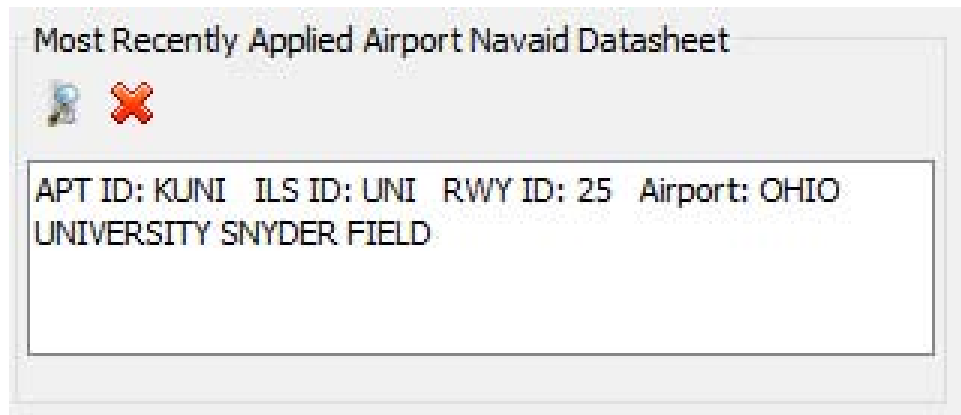 Most Recently Applied Airport Navaid Datasheet
APT ID: KUNI   ILS ID: UNI   RWY ID: 25   Airport: OHIO
UNIVERSITY SNYDER FIELD